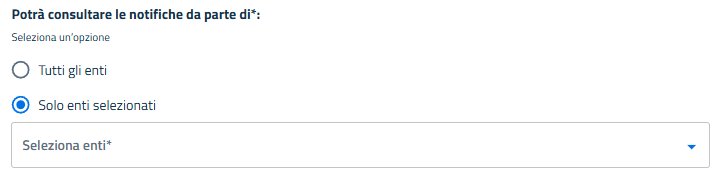 Potrà consultare le notifiche da parte di*:
Seleziona un'opzione
Tutti gli enti
Solo enti selezionati
Seleziona enti*